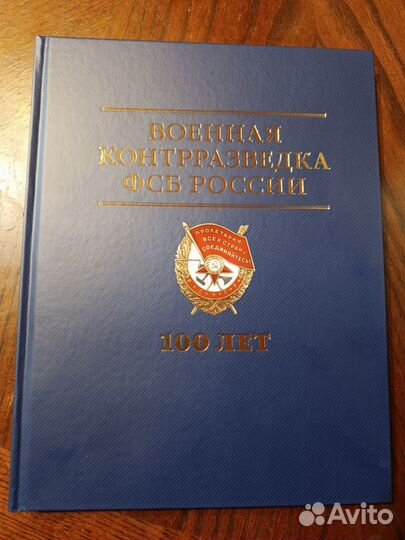 ВОЕННАЯ
КОНТРРАЗВЕДКА
ФСБ РОССИИ
ПРОЛЕТАРИИ
ВСЕХ СТРАН,
СОЕДИНЯЙТЕСЬ!
100 ЛЕТ
Avito